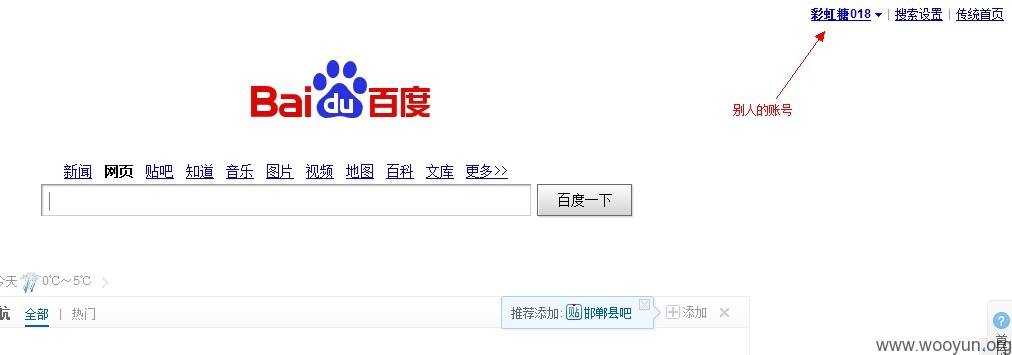 彩虹糖018 | 搜索设置 | 传统首页
Bai du 百度
别人的账号
新闻 网页 贴吧 知道 音乐 图片 视频 地图 百科 文库 更多>>
百度一下
今天 0℃～5℃
航 全部 | 热门
推荐添加: 贴 邯郸县吧
添加
?
首
www.wooyun.org